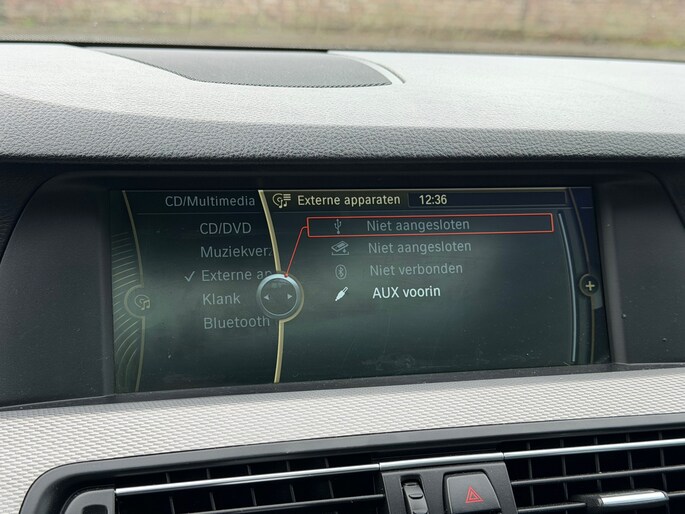 CD/Multimedia
Externe apparaten 12:36
CD/DVD
Muziekverz
Externe ap
Klank
Bluetooth
Niet aangesloten
Niet aangesloten
Niet verbonden
AUX voorin